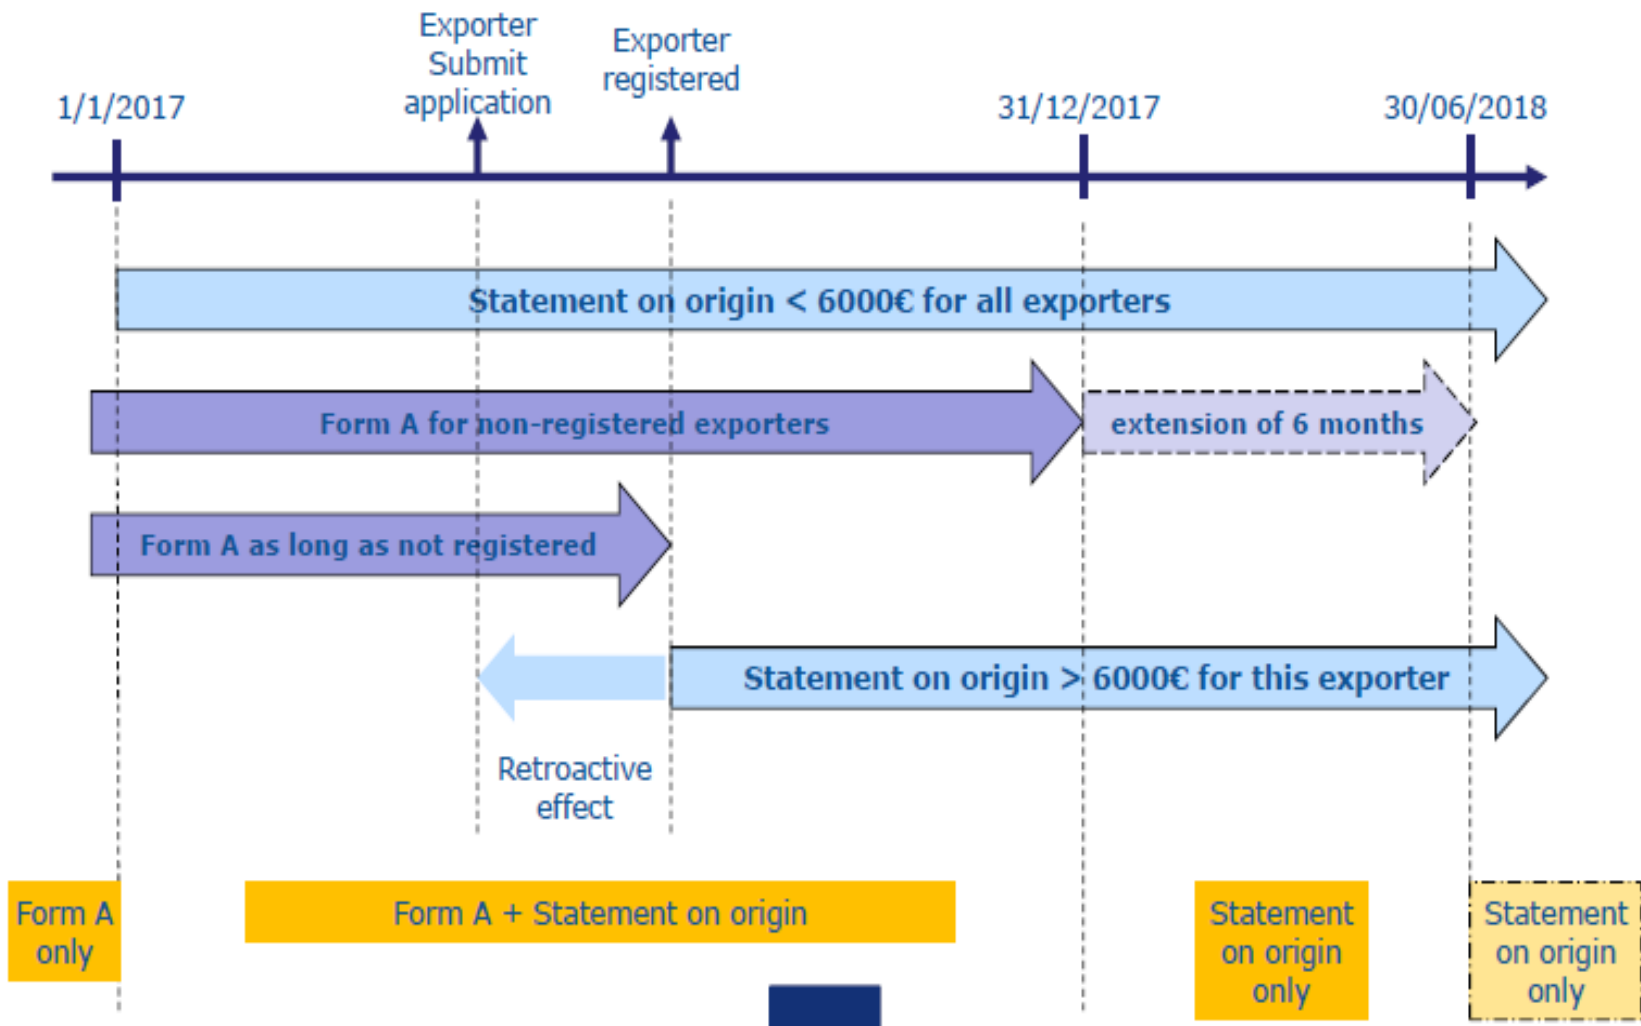 Exporter
Submit
application
Exporter
registered
1/1/2017
31/12/2017
30/06/2018
Statement on origin < 6000€ for all exporters
Form A for non-registered exporters
extension of 6 months
Form A as long as not registered
Statement on origin > 6000€ for this exporter
Retroactive
effect
Form A
only
Form A + Statement on origin
Statement
on origin
only
Statement
on origin
only